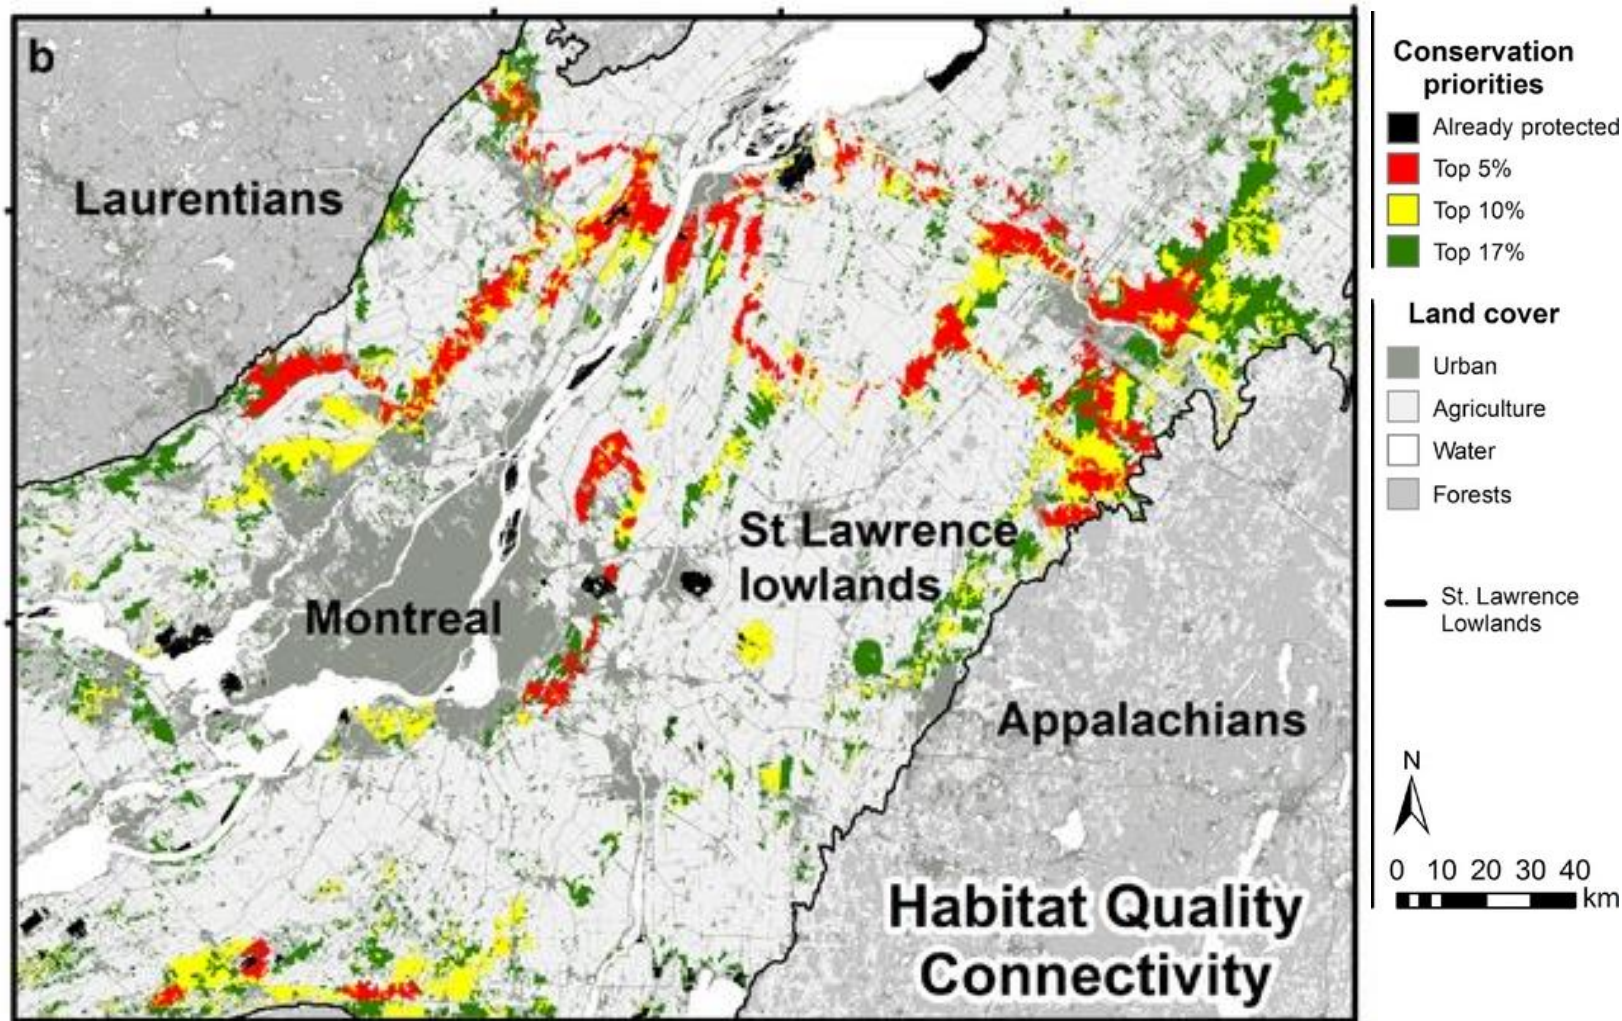 b
Laurentians
Montreal
St Lawrence
lowlands
Appalachians
Habitat Quality
Connectivity
Conservation
priorities
Already protected
Top 5%
Top 10%
Top 17%
Land cover
Urban
Agriculture
Water
Forests
St. Lawrence
Lowlands
N
0 10 20 30 40
km